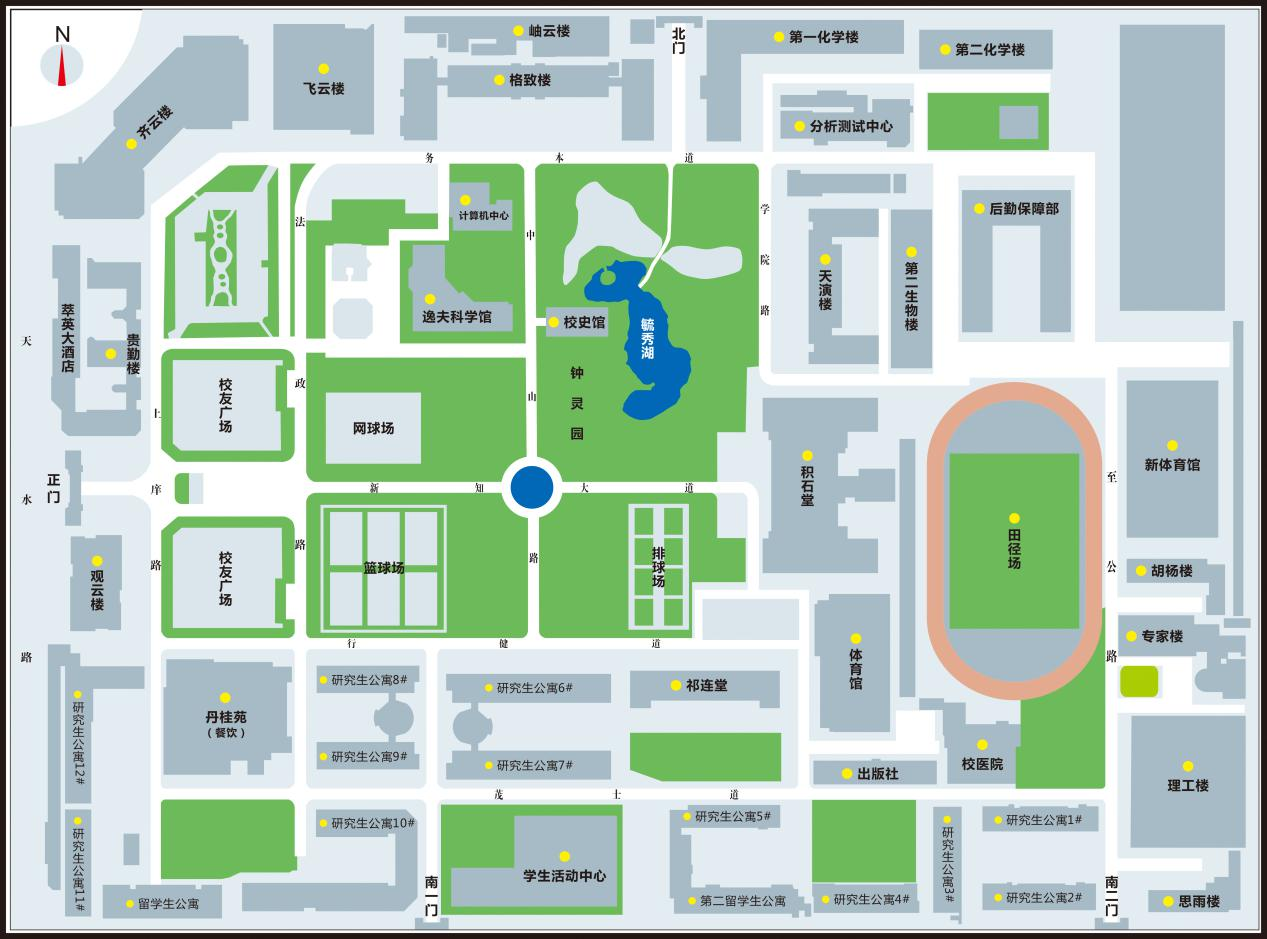 N
岫云楼
北门
第一化学楼
第二化学楼
飞云楼
格致楼
齐云楼
分析测试中心
务本道
计算机中心
后勤保障部
法政路
中山路
学院路
天演楼
第二生物楼
逸夫科学馆
校史馆
毓秀湖
钟灵园
萃英大酒店
贵勤楼
天水路
上庠路
校友广场
网球场
积石堂
新体育馆
正门
新知大道
至公路
田径场
观云楼
校友广场
篮球场
排球场
胡杨楼
专家楼
行健道
体育馆
研究生公寓12#
丹桂苑
(餐饮)
研究生公寓8#
研究生公寓6#
祁连堂
研究生公寓9#
研究生公寓7#
出版社
校医院
理工楼
茂士道
研究生公寓11#
研究生公寓10#
学生活动中心
研究生公寓5#
研究生公寓3#
研究生公寓1#
留学生公寓
南一门
第二留学生公寓
研究生公寓4#
研究生公寓2#
南二门
思雨楼